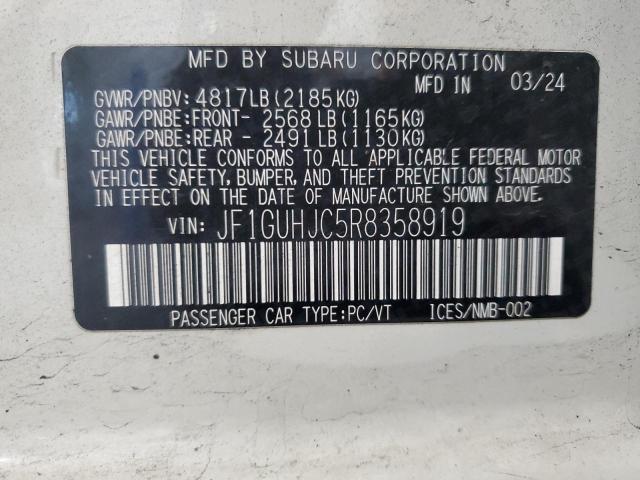 MFD BY SUBARU CORPORATION
MFD IN 03/24
GVWR/PNBV: 4817LB(2185KG)
GAWR/PNBE:FRONT- 2568LB(1165KG)
GAWR/PNBE:REAR - 2491LB(1130KG)
THIS VEHICLE CONFORMS TO ALL APPLICABLE FEDERAL MOTOR
VEHICLE SAFETY, BUMPER, AND THEFT PREVENTION STANDARDS
IN EFFECT ON THE DATE OF MANUFACTURE SHOWN ABOVE.
VIN: JF1GUHJC5R8358919
PASSENGER CAR TYPE:PC/VT ICES/NMB-002